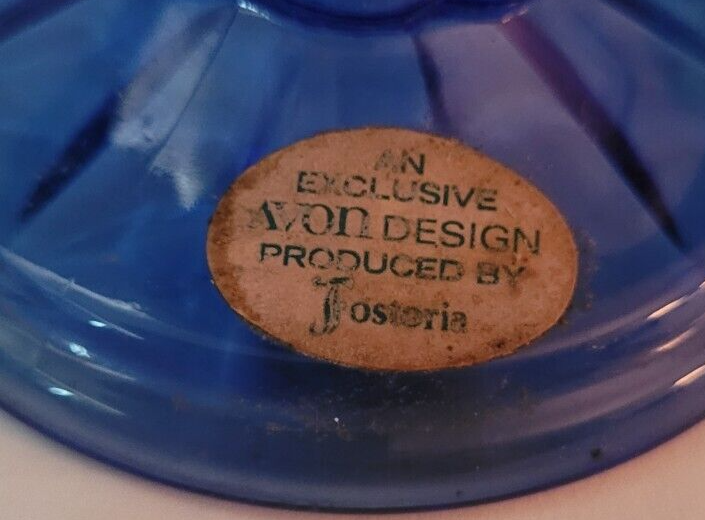 AN
EXCLUSIVE
AVON DESIGN
PRODUCED BY
Fostoria